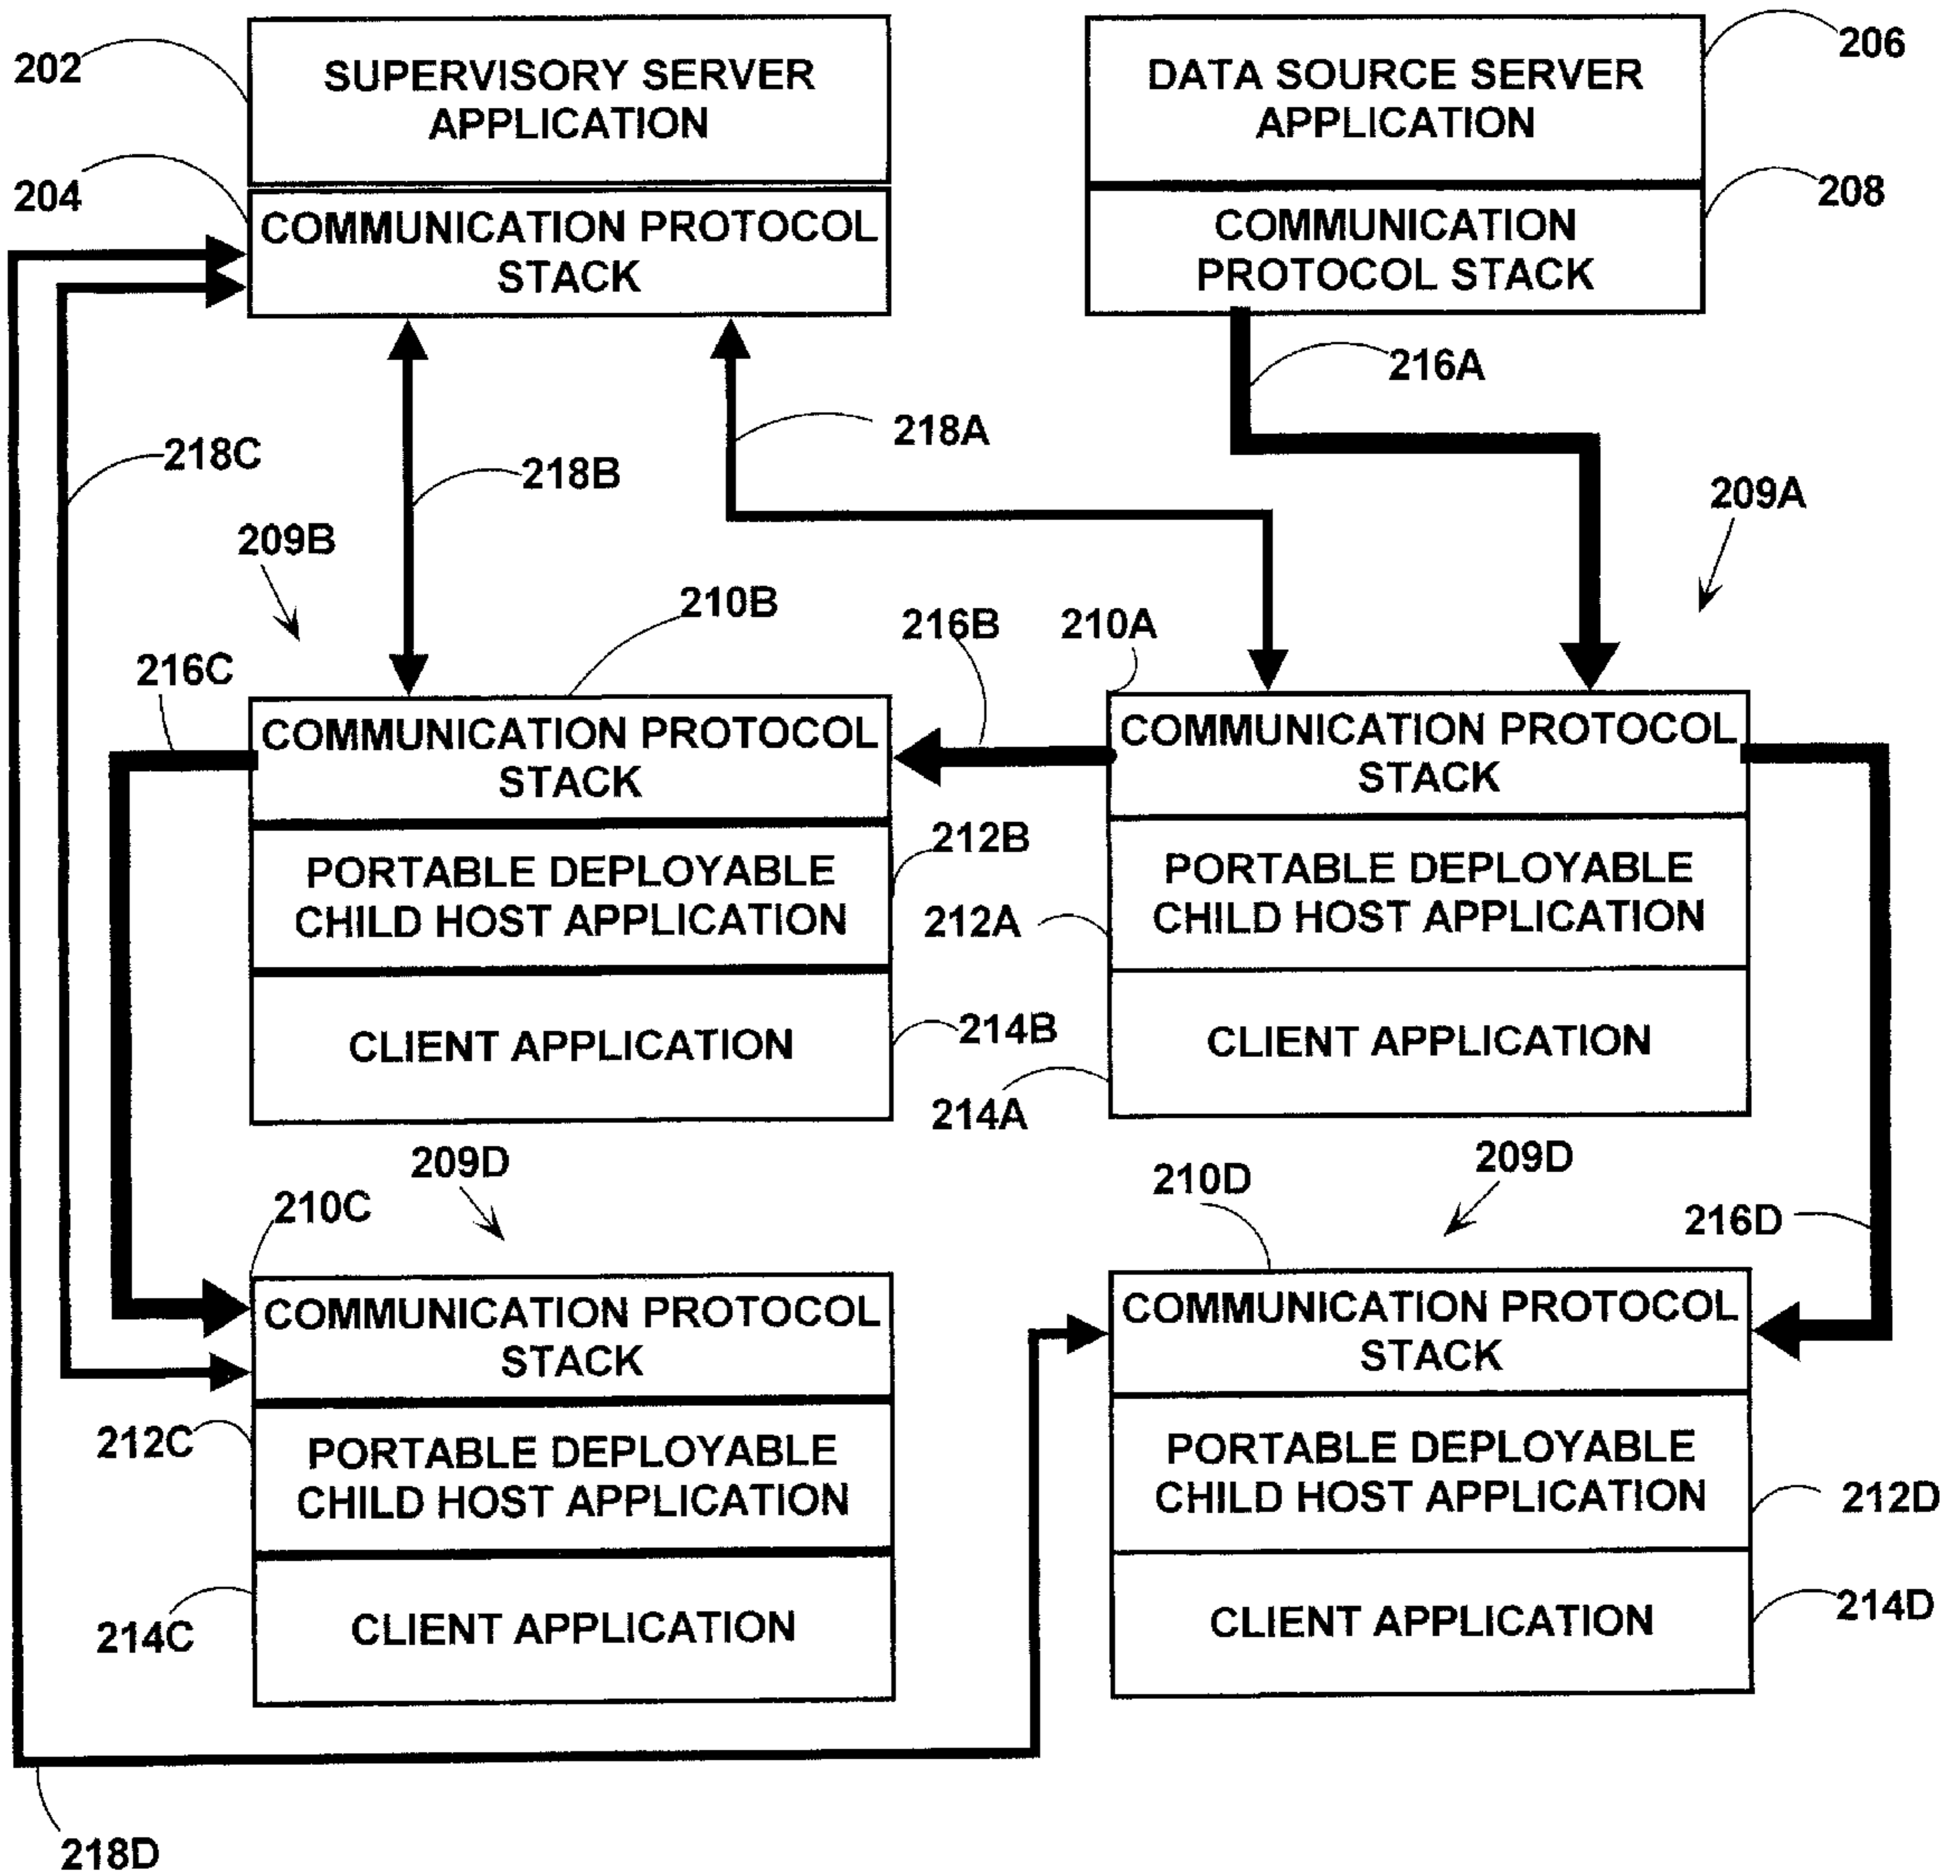 202
SUPERVISORY SERVER
APPLICATION
DATA SOURCE SERVER
APPLICATION
206
204
COMMUNICATION PROTOCOL
STACK
COMMUNICATION
PROTOCOL STACK
208
216A
218A
218C
218B
209A
209B
210B
216B
210A
216C
COMMUNICATION PROTOCOL
STACK
COMMUNICATION PROTOCOL
STACK
PORTABLE DEPLOYABLE
CHILD HOST APPLICATION
212B
212A
PORTABLE DEPLOYABLE
CHILD HOST APPLICATION
CLIENT APPLICATION
214B
214A
CLIENT APPLICATION
209D
209D
210C
210D
216D
COMMUNICATION PROTOCOL
STACK
COMMUNICATION PROTOCOL
STACK
212C
PORTABLE DEPLOYABLE
CHILD HOST APPLICATION
PORTABLE DEPLOYABLE
CHILD HOST APPLICATION
212D
214C
CLIENT APPLICATION
CLIENT APPLICATION
214D
218D